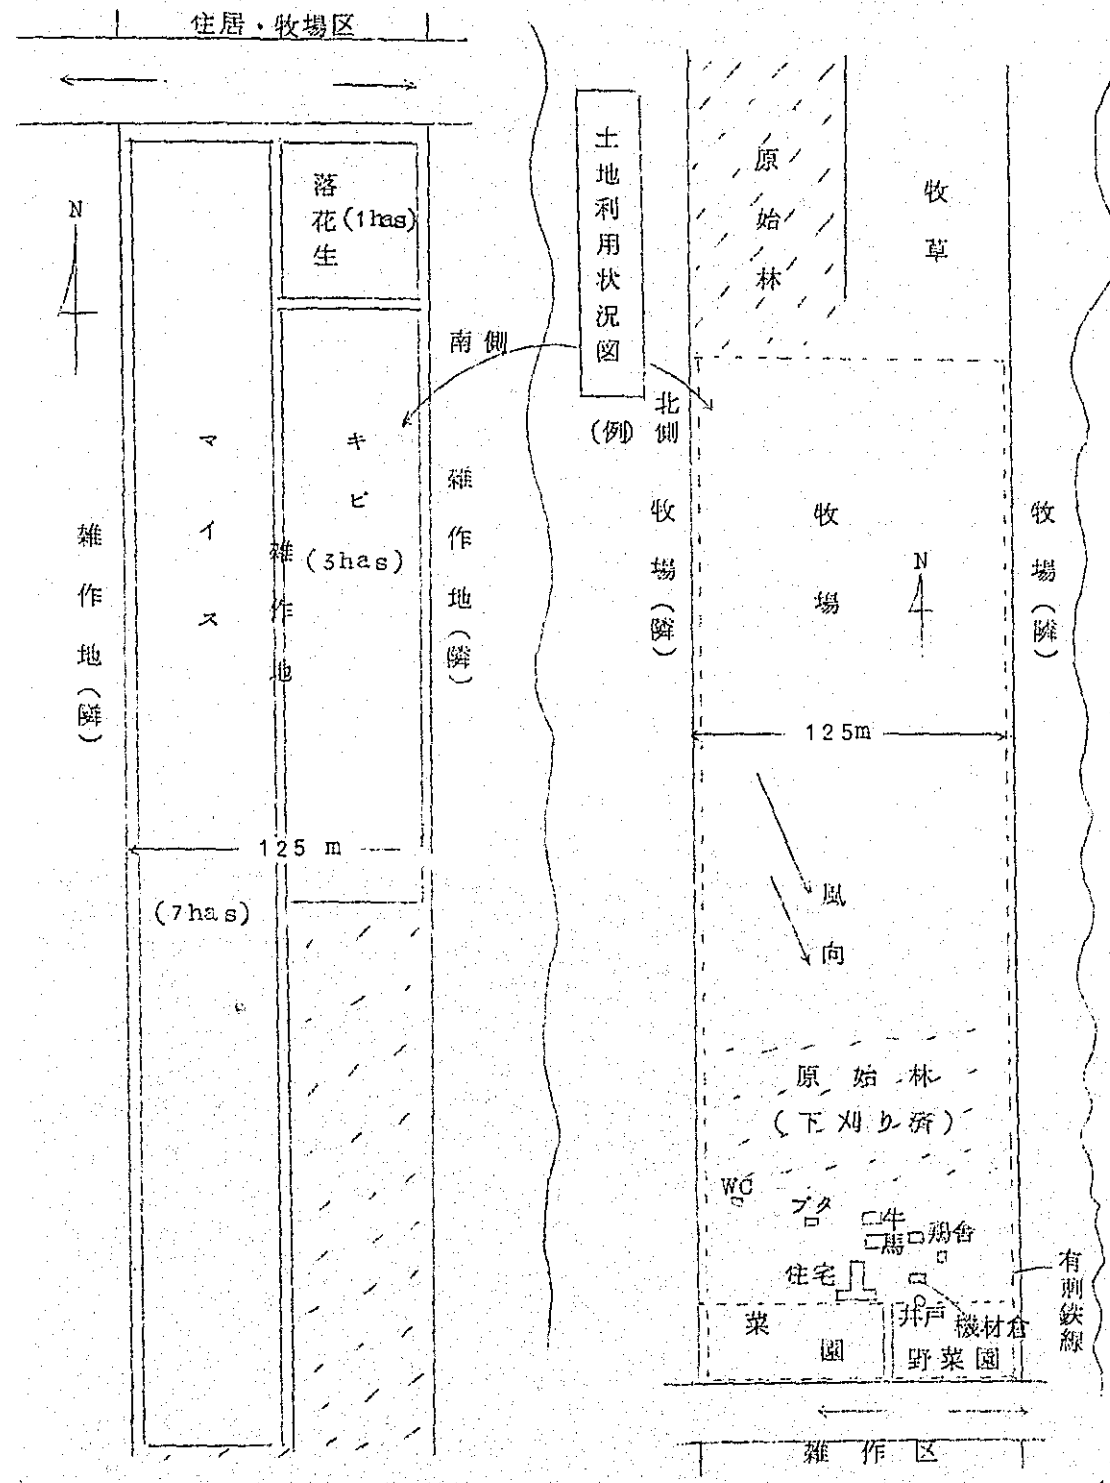 住居・牧場区
N
落花生
(1has)
マイス
(7has)
キビ
(3has)
雑作地
雑作地(隣)
雑作地(隣)
125 m
南側
土地利用状況図
(例)
北側
原始林
牧草
牧場(隣)
牧場
N
牧場(隣)
125m
風向
原始林
(下刈り済)
WC
ブタ
牛
馬
鶏舎
住宅
井戸
機材倉
有刺鉄線
菜園
野菜園
雑作区